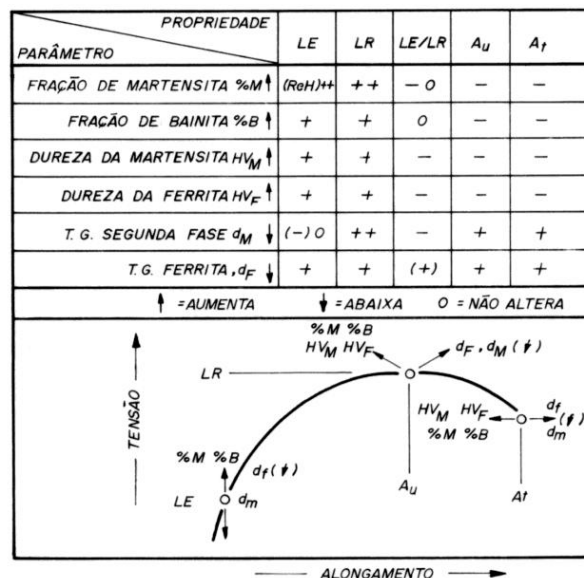 PROPRIEDADE
PARÂMETRO
LE LR LE/LR Au At
FRAÇÃO DE MARTENSITA %M ↑ (ReH)++ ++ - O - -
FRAÇÃO DE BAINITA %B ↑ + + O - -
DUREZA DA MARTENSITA HVM ↑ + + - - -
DUREZA DA FERRITA HVF ↑ + + - - -
T.G. SEGUNDA FASE dM ↓ (-) O ++ - + +
T.G. FERRITA, dF ↓ + + (+) + +
↑ =AUMENTA ↓ =ABAIXA O = NÃO ALTERA
%M %B
HVM HVF
dF, dM (↓)
LR
TENSÃO
HVM HVF
%M %B
df
(↓)
dm
%M %B
df (↓)
LE
dm
Au
At
ALONGAMENTO